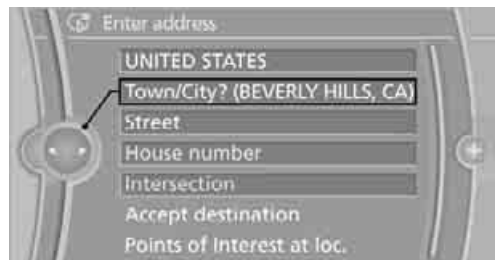 Enter address
UNITED STATES
Town/City? (BEVERLY HILLS, CA)
Street
House number
Intersection
Accept destination
Points of Interest at loc.